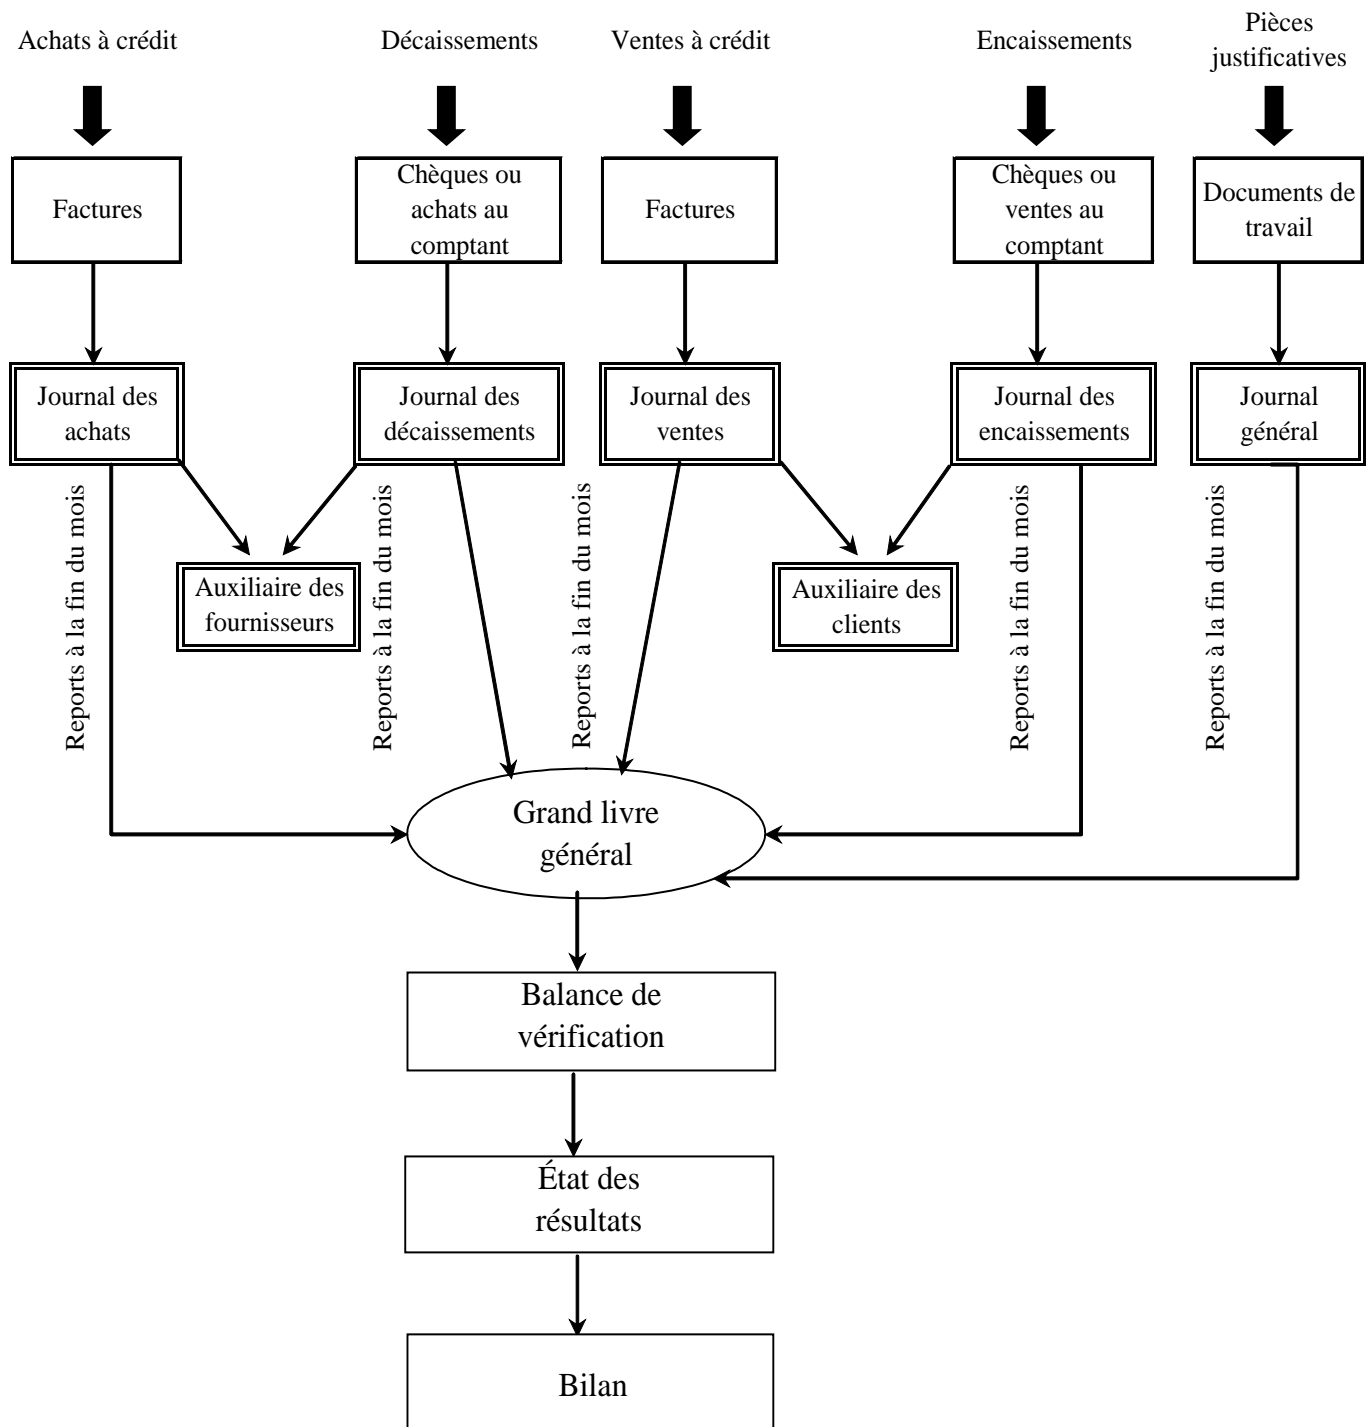 Achats à crédit
Décaissements
Ventes à crédit
Encaissements
Pièces
justificatives
Factures
Chèques ou
achats au
comptant
Factures
Chèques ou
ventes au
comptant
Documents de
travail
Journal des
achats
Journal des
décaissements
Journal des
ventes
Journal des
encaissements
Journal
général
Reports à la fin du mois
Auxiliaire des
fournisseurs
Reports à la fin du mois
Reports à la fin du mois
Auxiliaire des
clients
Reports à la fin du mois
Reports à la fin du mois
Grand livre
général
Balance de
vérification
État des
résultats
Bilan